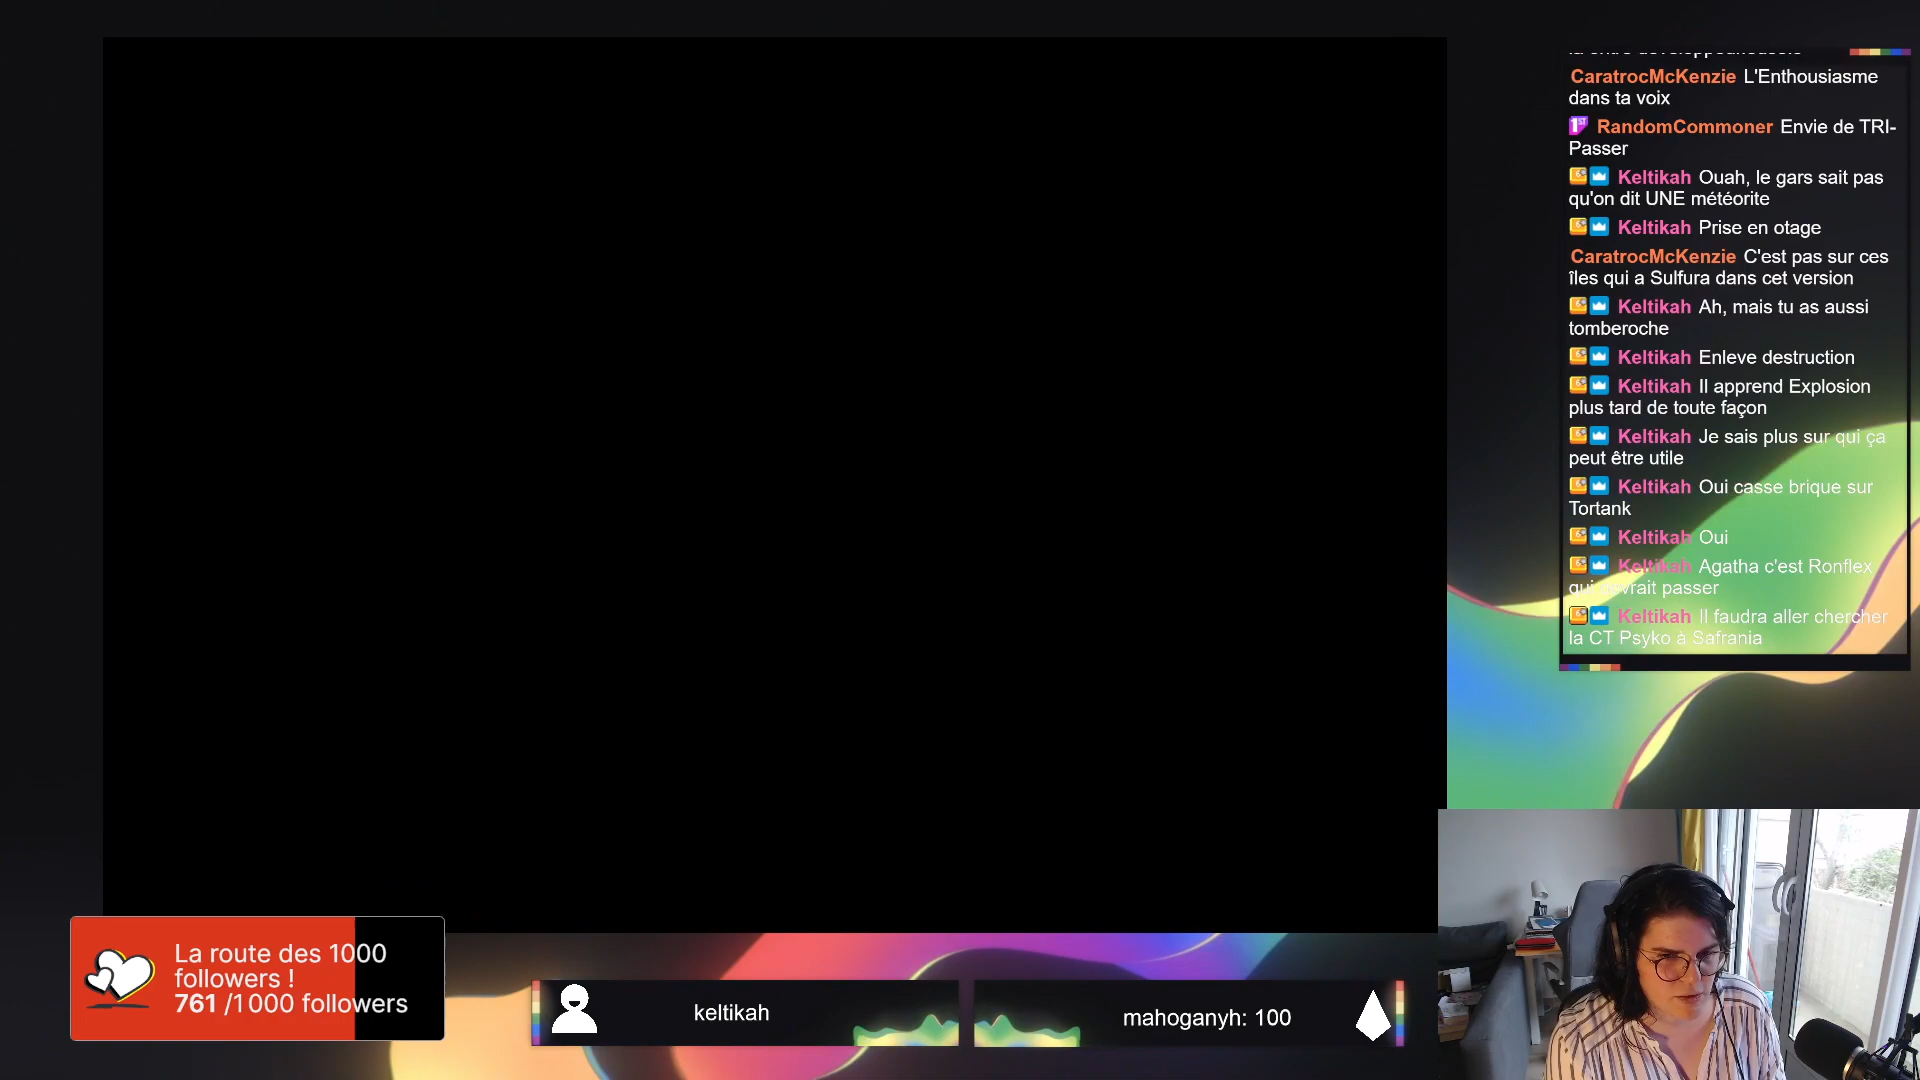 CaratrocMcKenzie L'Enthousiasme
dans ta voix
RandomCommoner Envie de TRI-
Passer
Keltikah Ouah, le gars sait pas
qu'on dit UNE météorite
Keltikah Prise en otage
CaratrocMcKenzie C'est pas sur ces
îles qui a Sulfura dans cet version
Keltikah Ah, mais tu as aussi
tomberoche
Keltikah Enleve destruction
Keltikah Il apprend Explosion
plus tard de toute façon
Keltikah Je sais plus sur qui ça
peut être utile
Keltikah Oui casse brique sur
Tortank
Keltikah Oui
Keltikah Agatha c'est Ronflex
qui devrait passer
Keltikah Il faudra aller chercher
la CT Psyko à Safrania
La route des 1000
followers !
761 /1 000 followers
keltikah
mahoganyh: 100